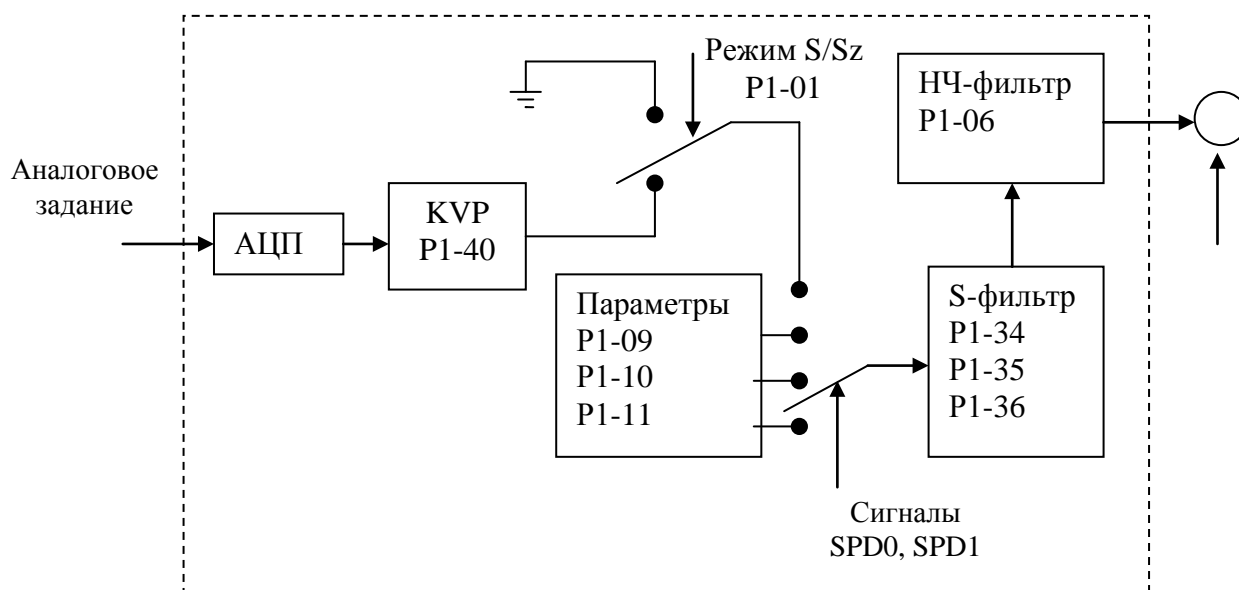 Режим S/Sz
P1-01
НЧ-фильтр
P1-06
Аналоговое
задание
АЦП
KVP
P1-40
Параметры
P1-09
P1-10
P1-11
S-фильтр
P1-34
P1-35
P1-36
Сигналы
SPD0, SPD1